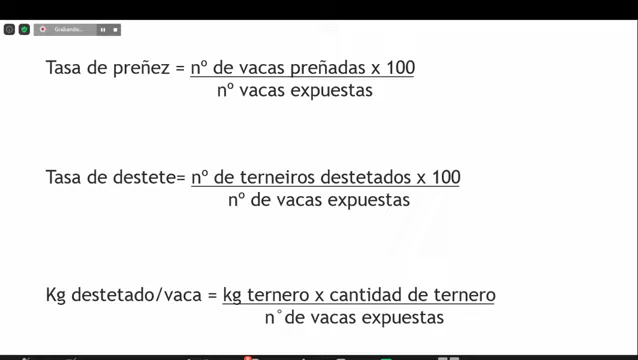 Grabando...
Tasa de preñez = nº de vacas preñadas x 100
nº vacas expuestas
Tasa de destete= nº de terneiros destetados x 100
nº de vacas expuestas
Kg destetado/vaca = kg ternero x cantidad de ternero
n°de vacas expuestas